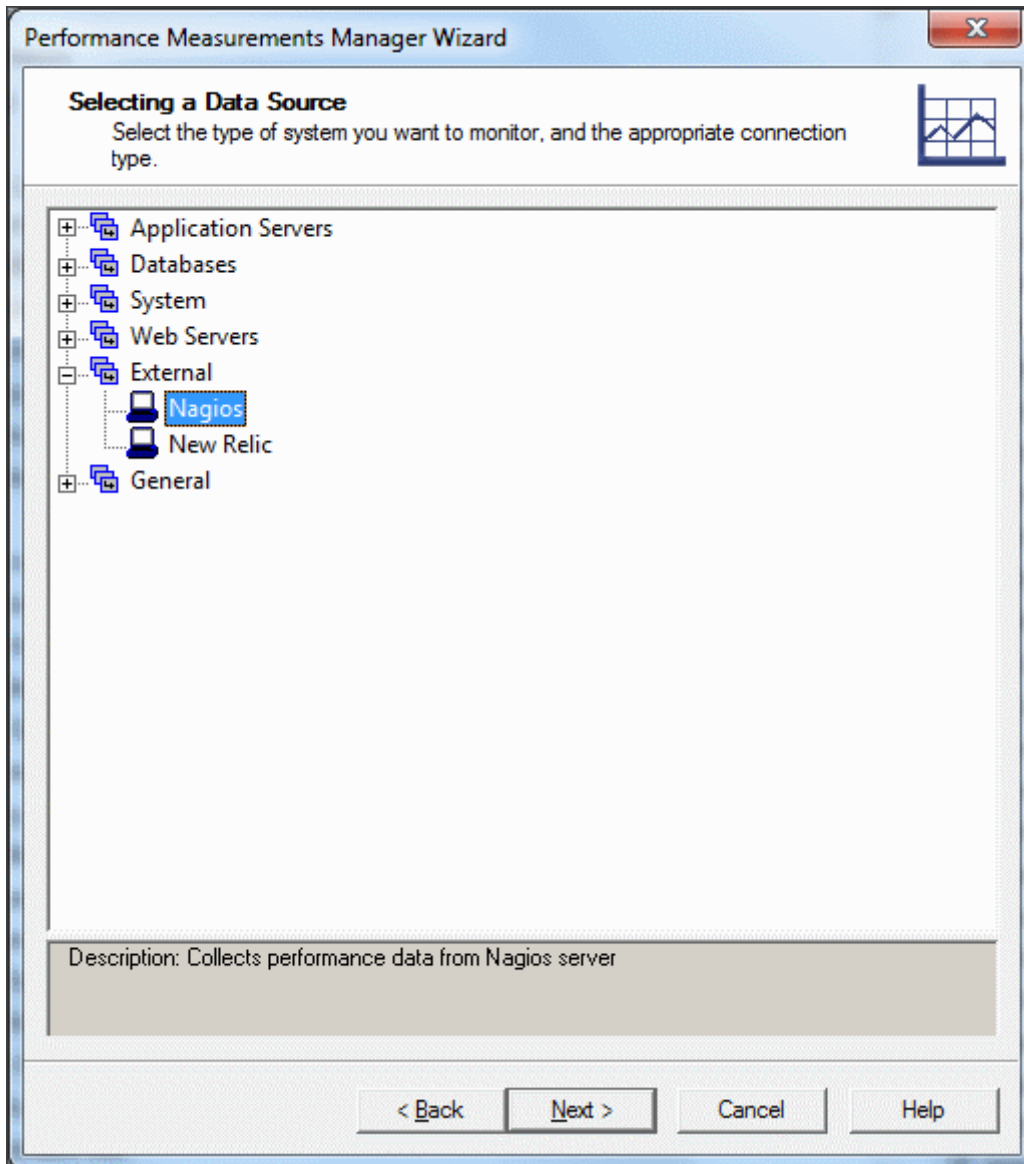 Performance Measurements Manager Wizard
Selecting a Data Source
Select the type of system you want to monitor, and the appropriate connection
type.
Application Servers
Databases
System
Web Servers
External
Nagios
New Relic
General
Description: Collects performance data from Nagios server
< Back Next > Cancel Help